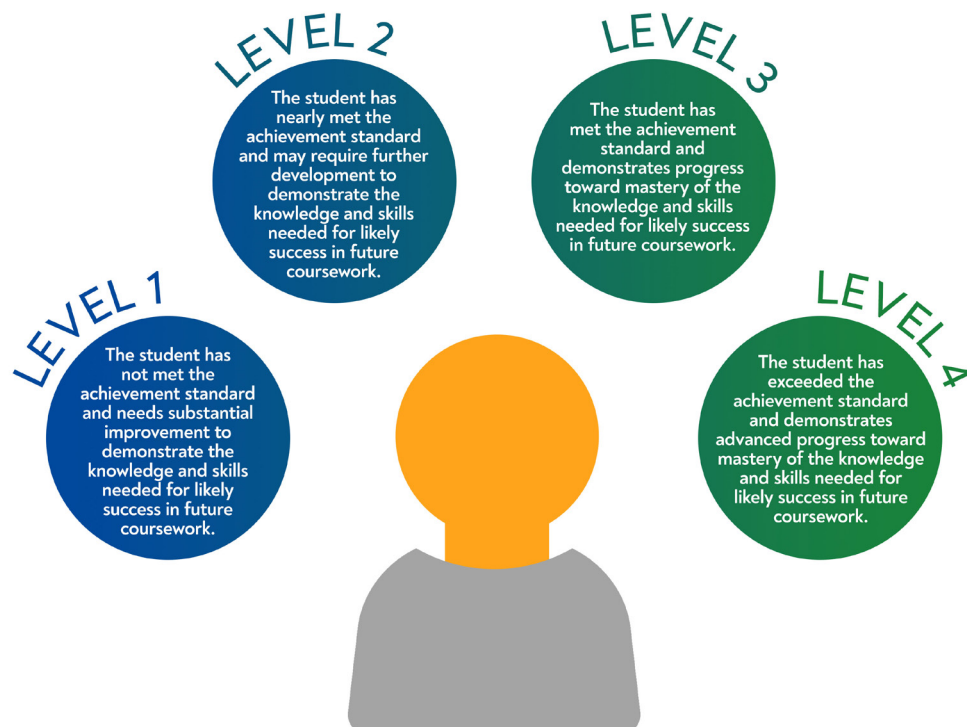 LEVEL 1
The student has
not met the
achievement standard
and needs substantial
improvement to
demonstrate the
knowledge and skills
needed for likely
success in future
coursework.
LEVEL 2
The student has
nearly met the
achievement standard
and may require further
development to
demonstrate the
knowledge and skills
needed for likely
success in future
coursework.
LEVEL 3
The student has
met the achievement
standard and
demonstrates progress
toward mastery of the
knowledge and skills
needed for likely success
in future coursework.
LEVEL 4
The student has
exceeded the
achievement standard
and demonstrates
advanced progress toward
mastery of the knowledge
and skills needed for
likely success in future
coursework.